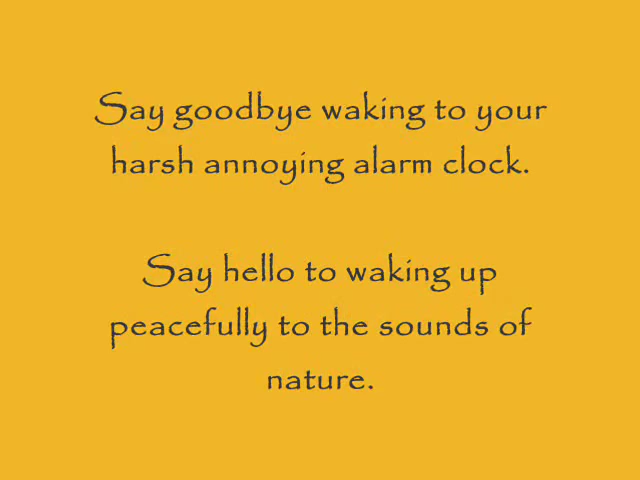 Say goodbye waking to your
harsh annoying alarm clock.
Say hello to waking up
peacefully to the sounds of
nature.